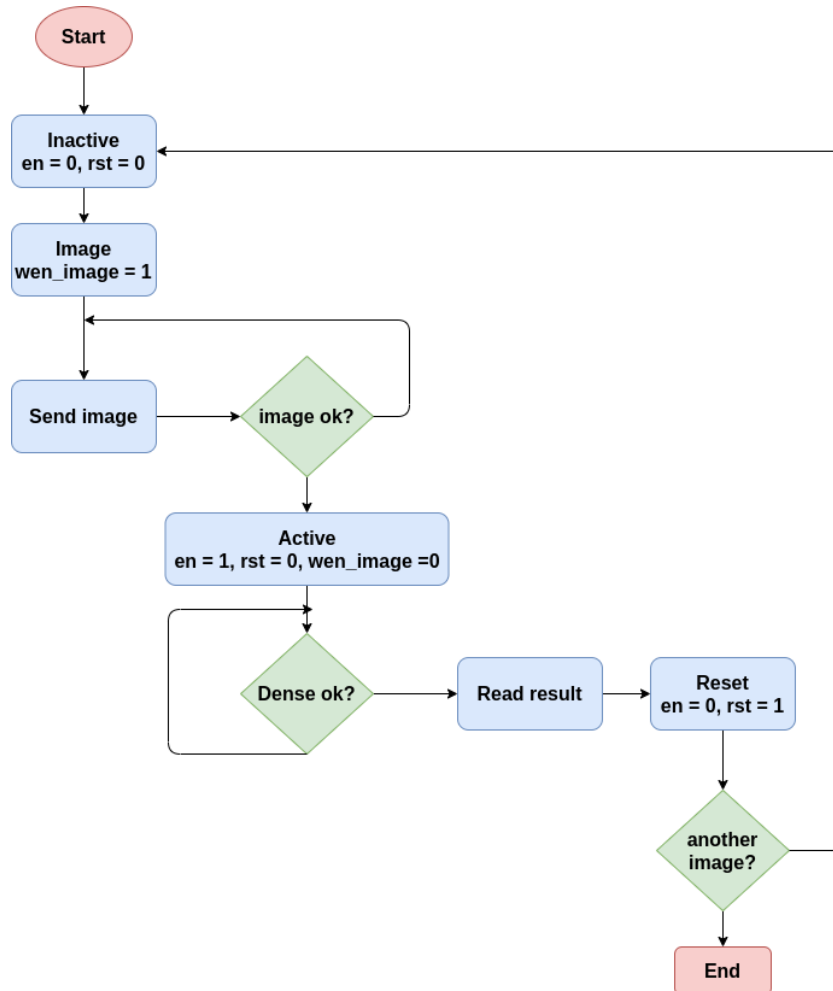 Start
Inactive
en = 0, rst = 0
Image
wen_image = 1
Send image
image ok?
Active
en = 1, rst = 0, wen_image =0
Dense ok?
Read result
Reset
en = 0, rst = 1
another
image?
End